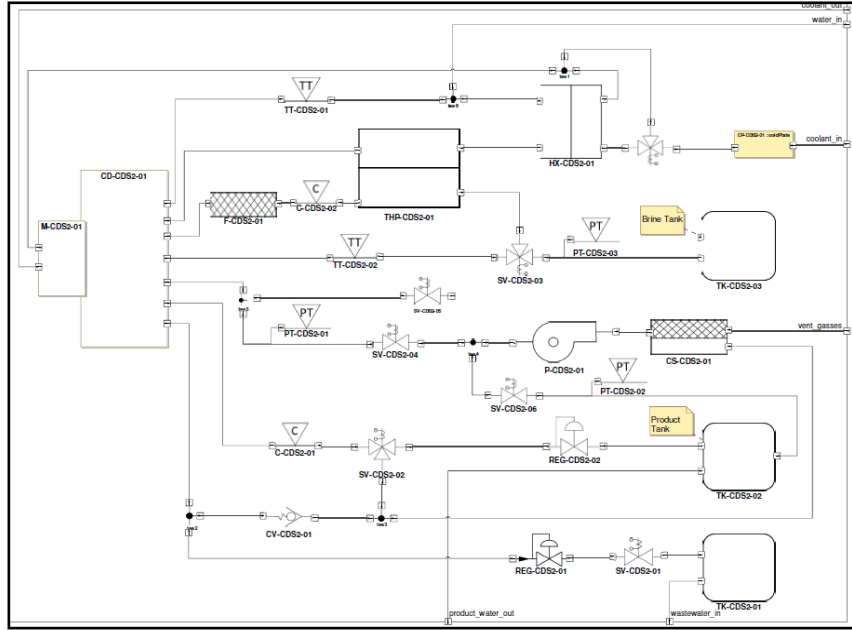 coolant_out
water_in
TT
TT-CDS2-01
HX-CDS2-01
CP-CDS2-01 :coldPlate
coolant_in
CD-CDS2-01
M-CDS2-01
F-CDS2-01
C
C-CDS2-02
THP-CDS2-01
Brine Tank
TT
TT-CDS2-02
SV-CDS2-03
PT
PT-CDS2-03
TK-CDS2-03
PT
PT-CDS2-01
SV-CDS2-04
P-CDS2-01
CS-CDS2-01
vent_gasses
SV-CDS2-06
PT
PT-CDS2-02
C
C-CDS2-01
SV-CDS2-02
REG-CDS2-02
Product
Tank
TK-CDS2-02
CV-CDS2-01
REG-CDS2-01
SV-CDS2-01
TK-CDS2-01
product_water_out
wastewater_in